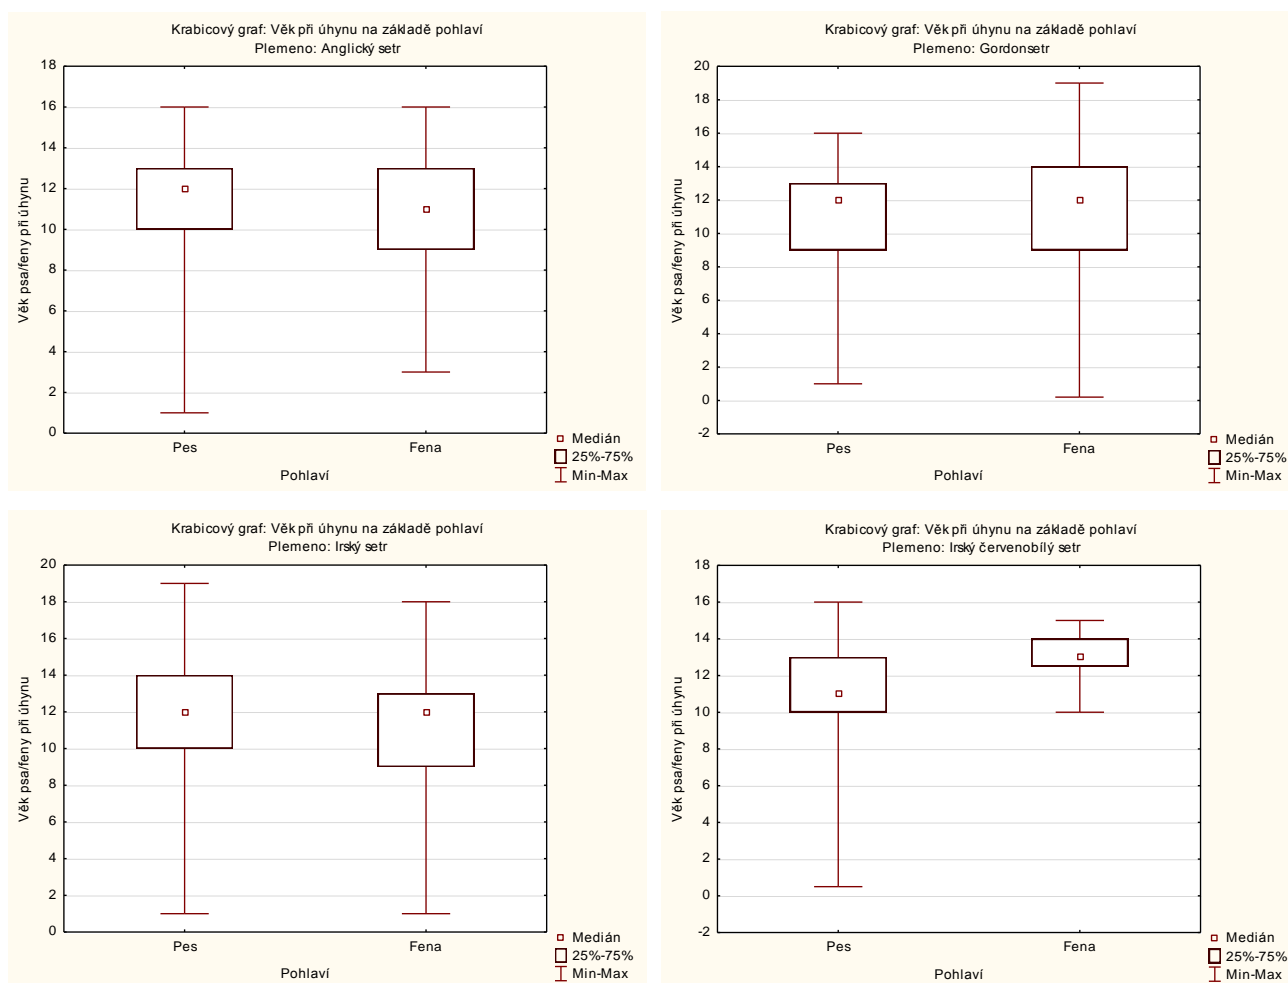 Krabicový graf: Věk při úhynu na základě pohlaví
Plemeno: Anglický setr
18
16
14
12
10
8
6
4
2
0
Věk psa/feny při úhynu
Pes
Fena
Pohlaví
Medián
25%-75%
Min-Max
Krabicový graf: Věk při úhynu na základě pohlaví
Plemeno: Gordonsetr
20
18
16
14
12
10
8
6
4
2
0
-2
Věk psa/feny při úhynu
Pes
Fena
Pohlaví
Medián
25%-75%
Min-Max
Krabicový graf: Věk při úhynu na základě pohlaví
Plemeno: Irský setr
20
18
16
14
12
10
8
6
4
2
0
Věk psa/feny při úhynu
Pes
Fena
Pohlaví
Medián
25%-75%
Min-Max
Krabicový graf: Věk při úhynu na základě pohlaví
Plemeno: Irský červenobílý setr
18
16
14
12
10
8
6
4
2
0
-2
Věk psa/feny při úhynu
Pes
Fena
Pohlaví
Medián
25%-75%
Min-Max